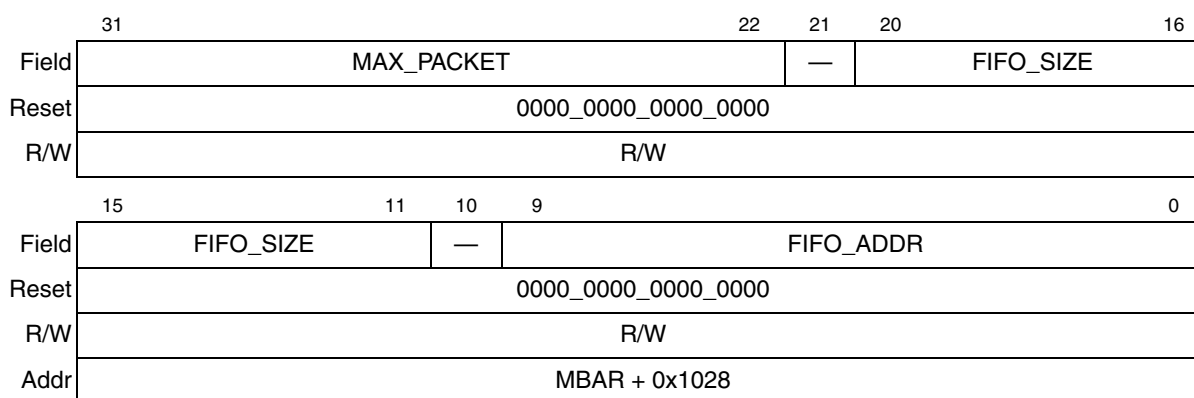 31 22 21 20 16
Field MAX_PACKET — FIFO_SIZE
Reset 0000_0000_0000_0000
R/W R/W
15 11 10 9 0
Field FIFO_SIZE — FIFO_ADDR
Reset 0000_0000_0000_0000
R/W R/W
Addr MBAR + 0x1028